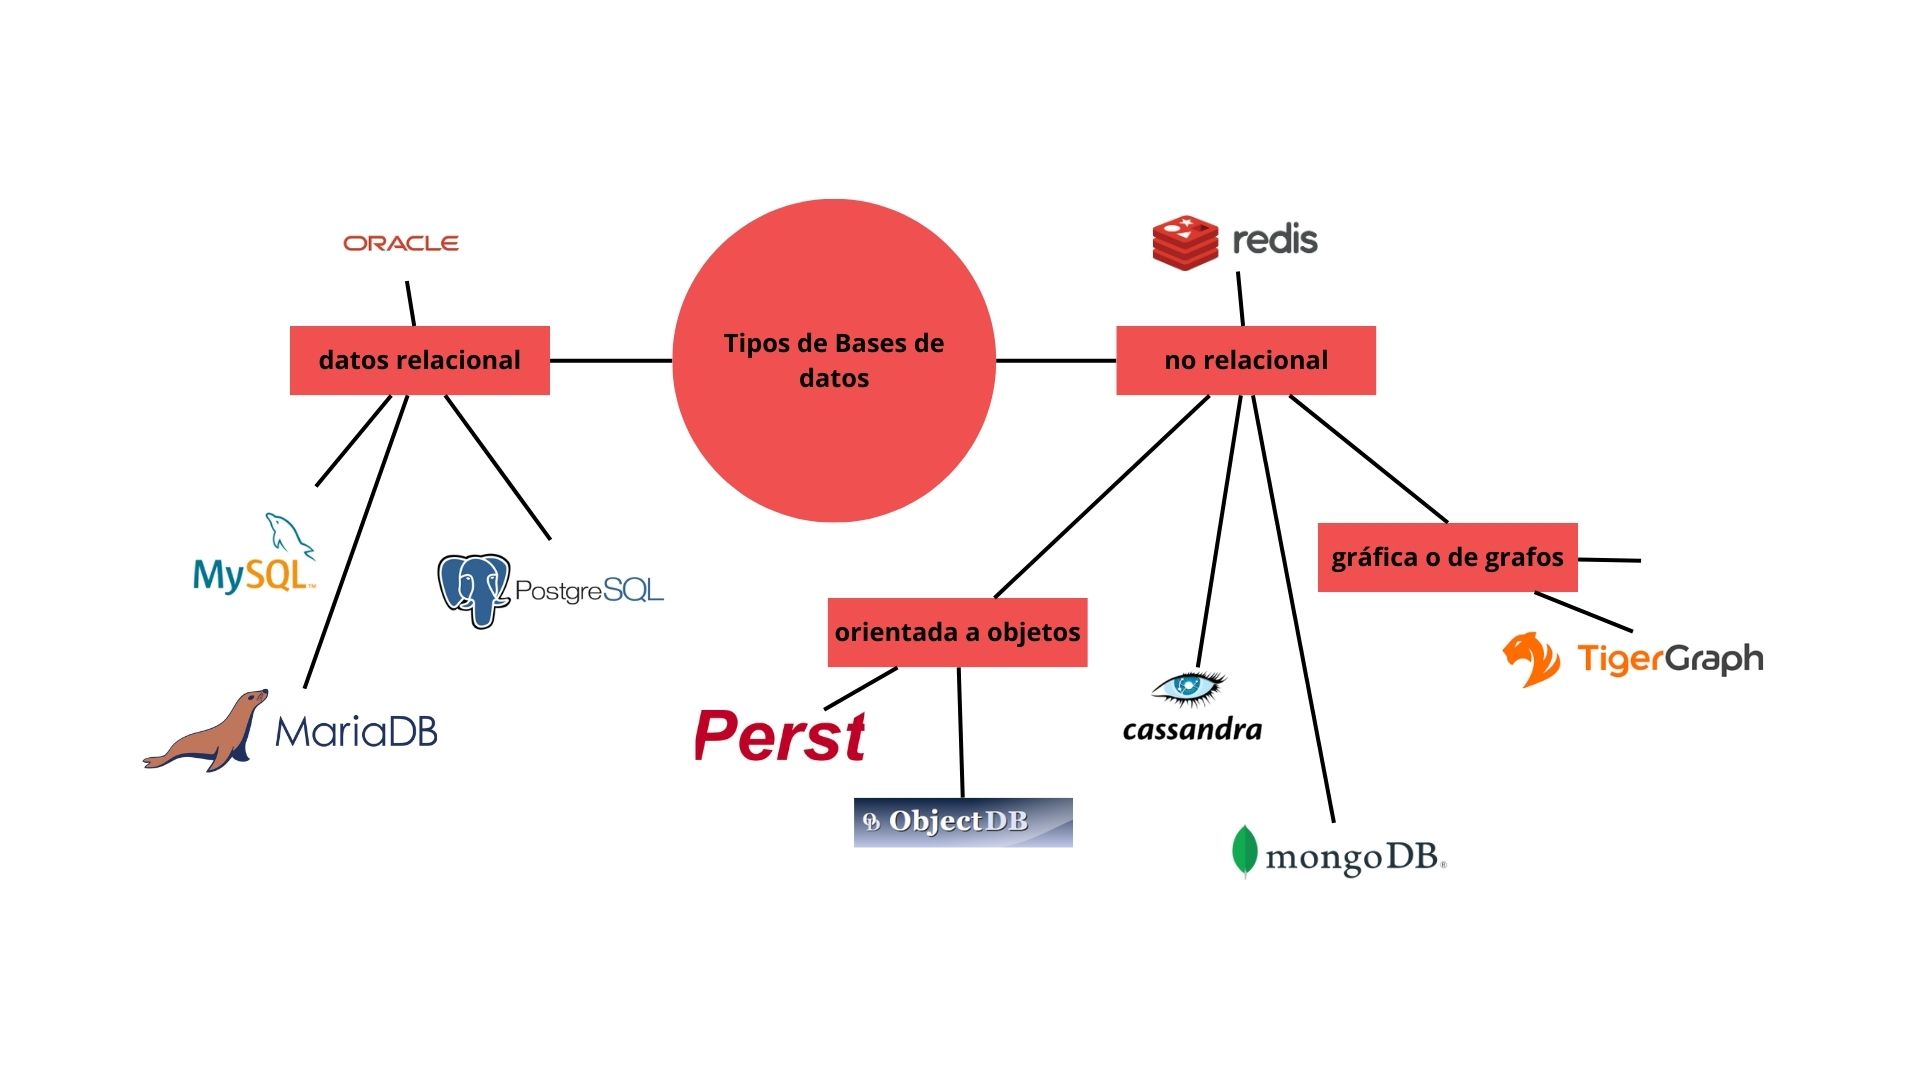 ORACLE
redis
Tipos de Bases de
datos
datos relacional
no relacional
MySQL™
PostgreSQL
gráfica o de grafos
orientada a objetos
TigerGraph
MariaDB
Perst
cassandra
ObjectDB
mongoDB®